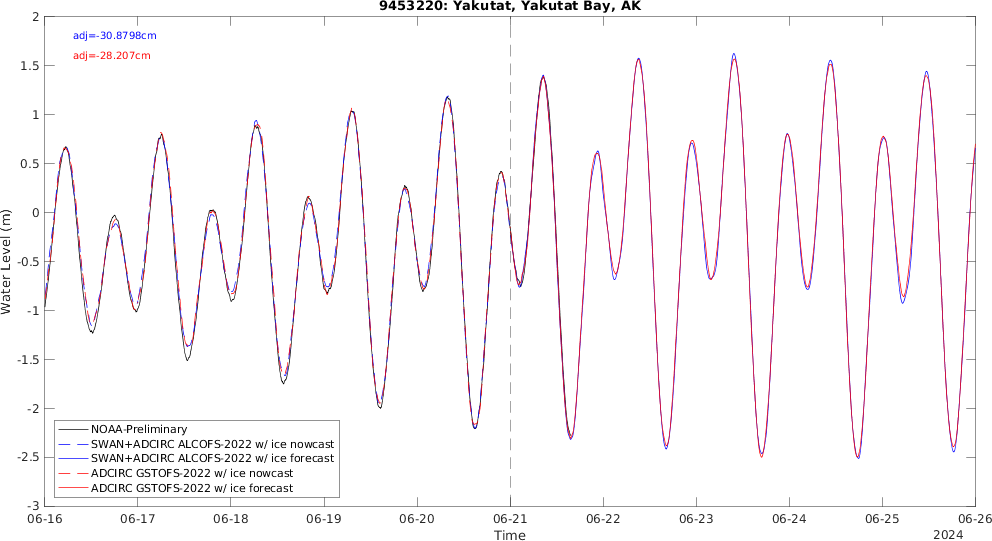 9453220: Yakutat, Yakutat Bay, AK
adj=-30.8798cm
adj=-28.207cm
2
1.5
1
0.5
0
-0.5
-1
-1.5
-2
-2.5
-3
Water Level (m)
NOAA-Preliminary
SWAN+ADCIRC ALCOFS-2022 w/ ice nowcast
SWAN+ADCIRC ALCOFS-2022 w/ ice forecast
ADCIRC GSTOFS-2022 w/ ice nowcast
ADCIRC GSTOFS-2022 w/ ice forecast
06-16 06-17 06-18 06-19 06-20 06-21 06-22 06-23 06-24 06-25 06-26
Time
2024